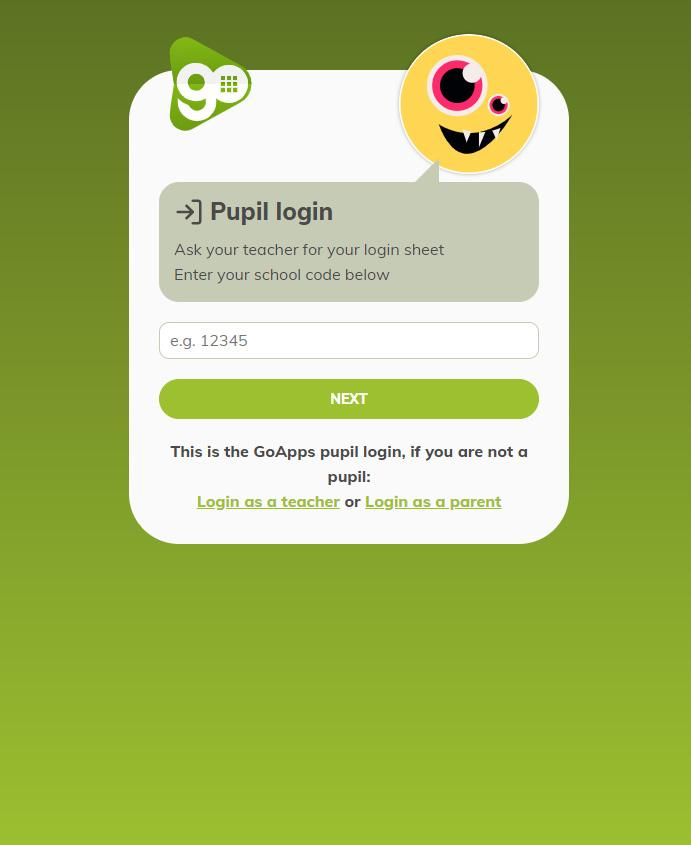 go
Pupil login
Ask your teacher for your login sheet
Enter your school code below
e.g. 12345
NEXT
This is the GoApps pupil login, if you are not a
pupil:
Login as a teacher or Login as a parent